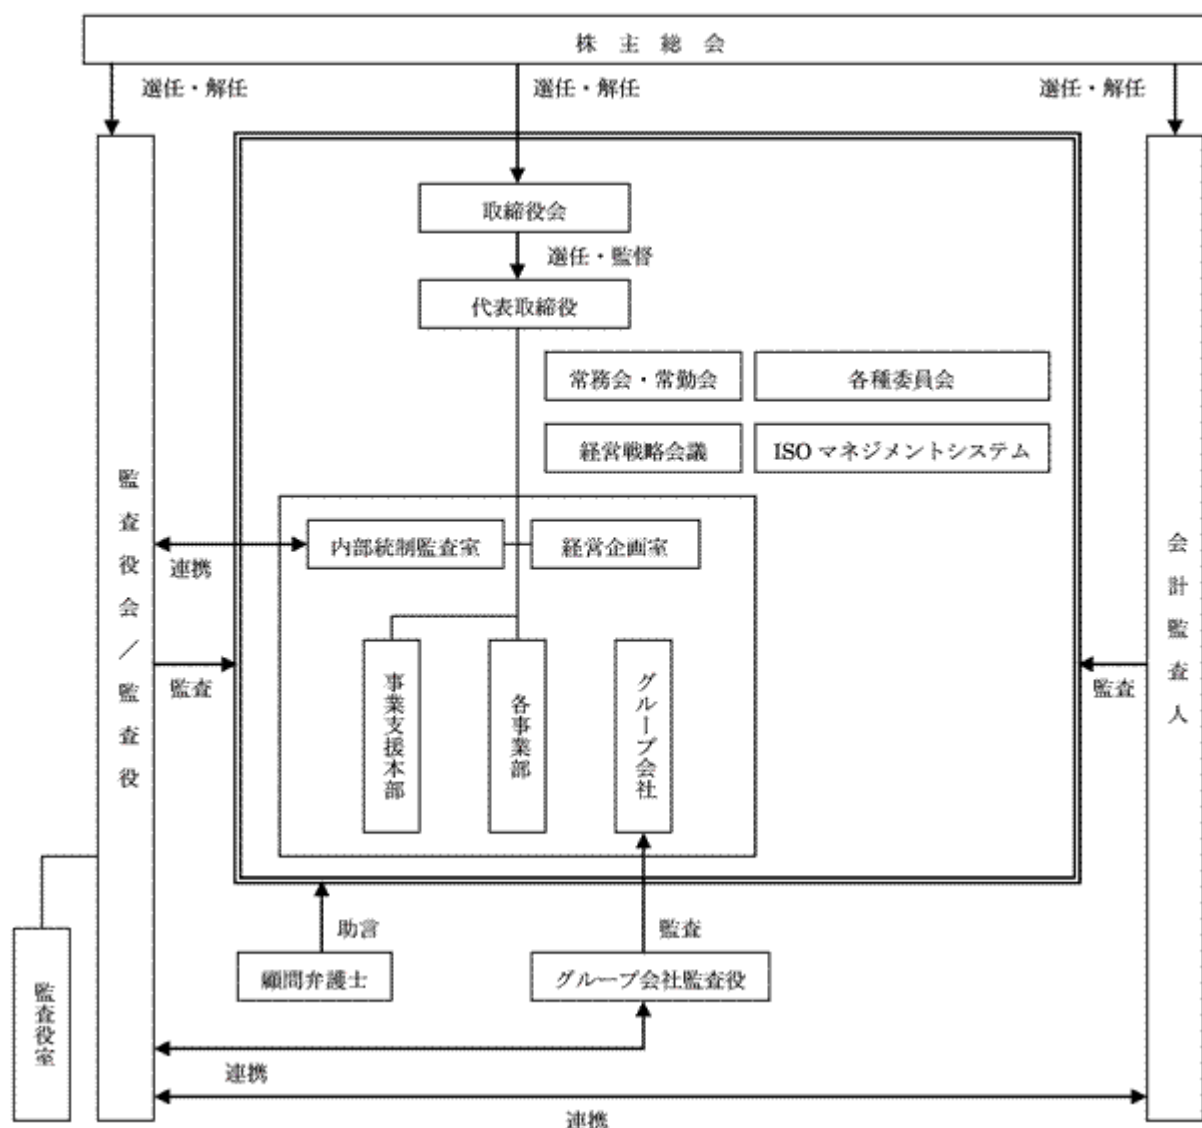 株主総会
選任・解任
選任・解任
選任・解任
取締役会
選任・監督
代表取締役
常務会・常勤会
各種委員会
経営戦略会議
ISOマネジメントシステム
監査役会／監査役
内部統制監査室
経営企画室
連携
会計監査人
監査
事業支援本部
各事業部
グループ会社
監査
助言
監査
顧問弁護士
グループ会社監査役
監査役室
連携
連携